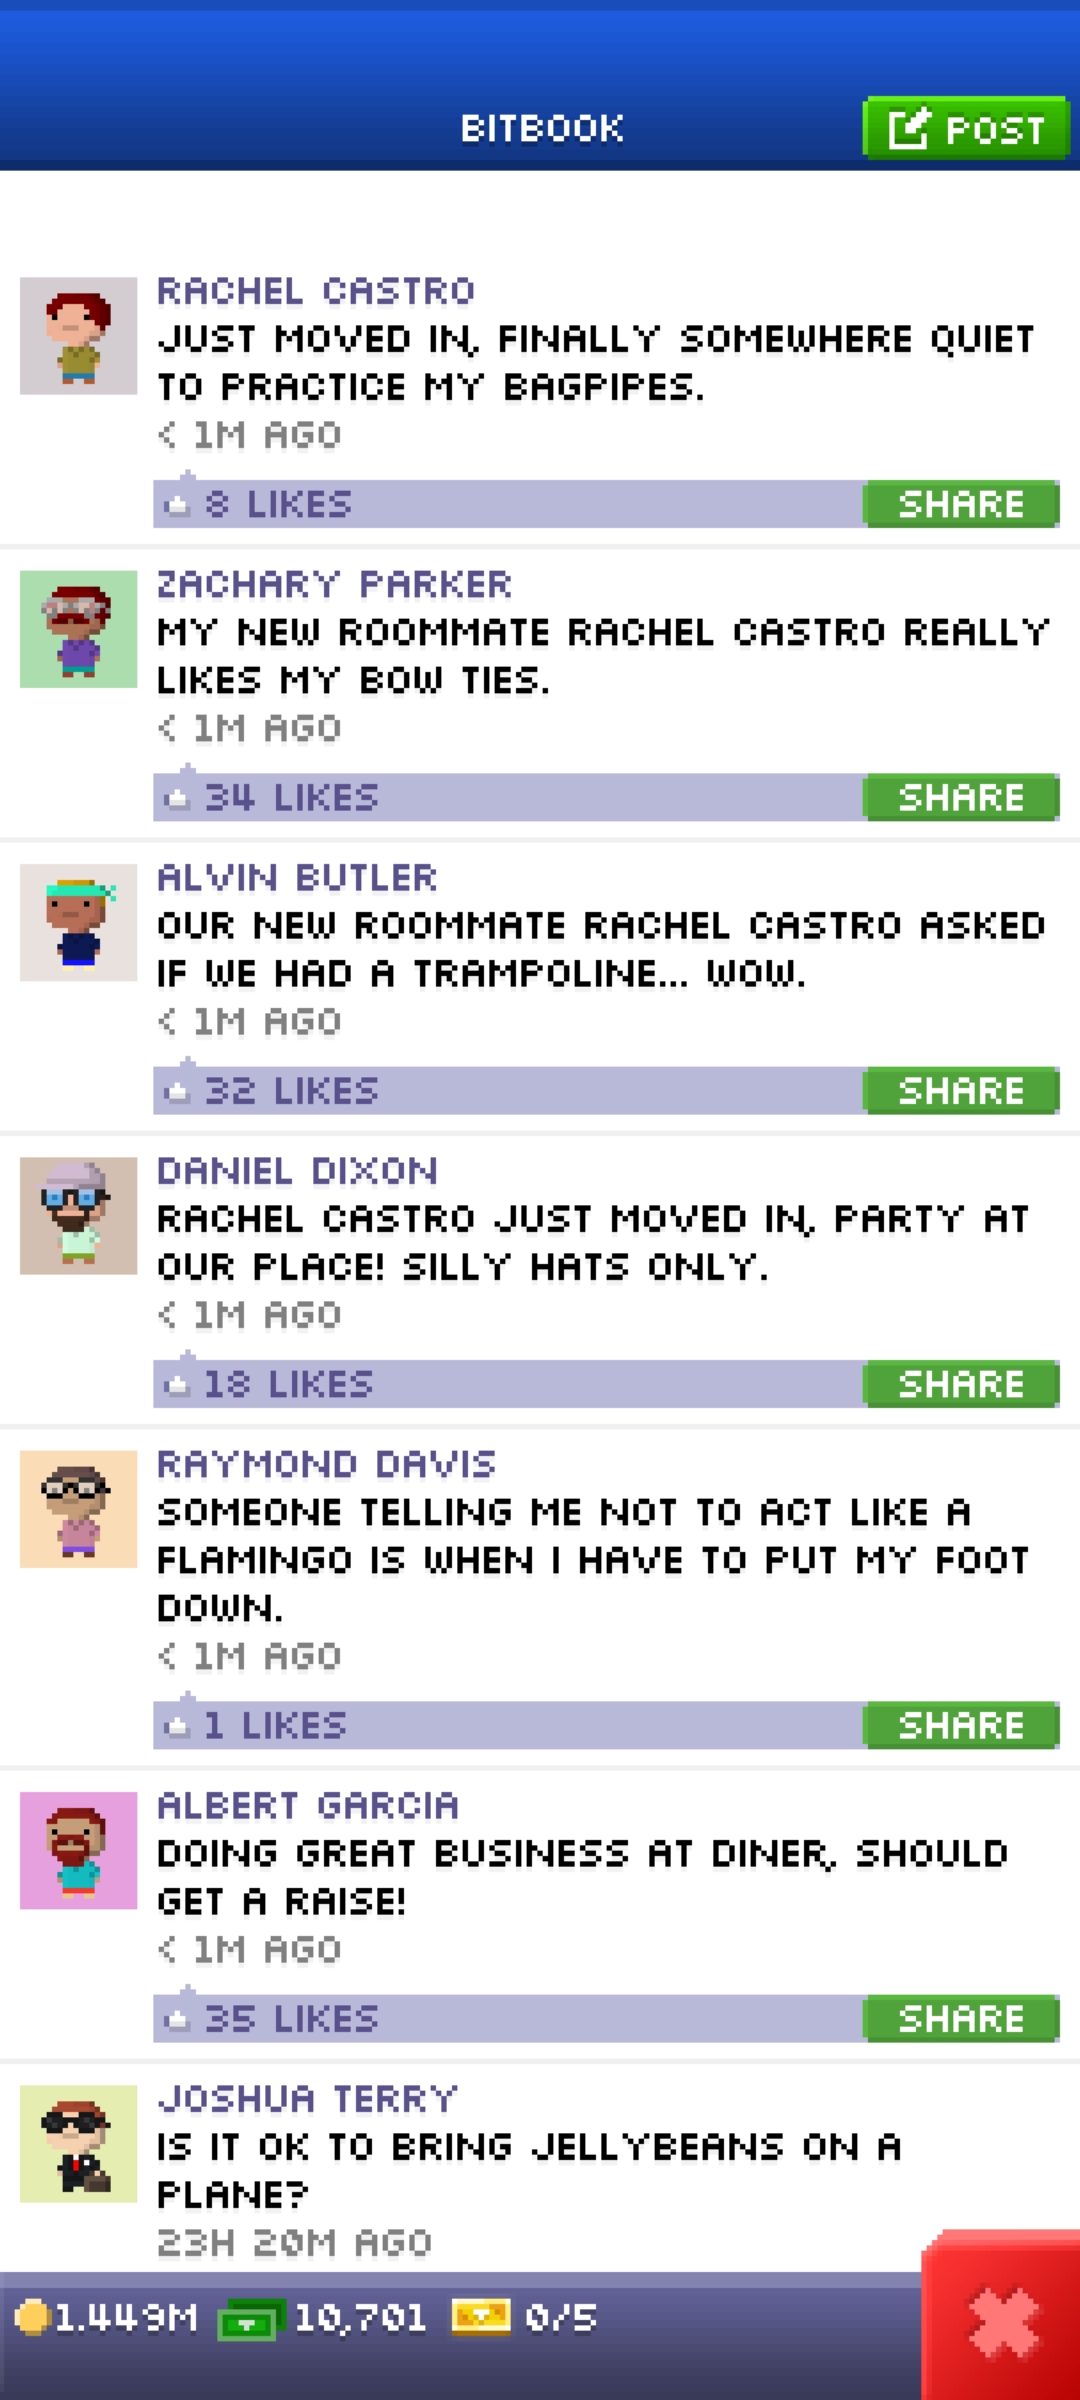 BITBOOK
POST
RACHEL CASTRO
JUST MOVED IN, FINALLY SOMEWHERE QUIET
TO PRACTICE MY BAGPIPES.
< 1M AGO
8 LIKES
SHARE
ZACHARY PARKER
MY NEW ROOMMATE RACHEL CASTRO REALLY
LIKES MY BOW TIES.
< 1M AGO
34 LIKES
SHARE
ALVIN BUTLER
OUR NEW ROOMMATE RACHEL CASTRO ASKED
IF WE HAD A TRAMPOLINE... WOW.
< 1M AGO
32 LIKES
SHARE
DANIEL DIXON
RACHEL CASTRO JUST MOVED IN, PARTY AT
OUR PLACE! SILLY HATS ONLY.
< 1M AGO
18 LIKES
SHARE
RAYMOND DAVIS
SOMEONE TELLING ME NOT TO ACT LIKE A
FLAMINGO IS WHEN I HAVE TO PUT MY FOOT
DOWN.
< 1M AGO
1 LIKES
SHARE
ALBERT GARCIA
DOING GREAT BUSINESS AT DINER, SHOULD
GET A RAISE!
< 1M AGO
35 LIKES
SHARE
JOSHUA TERRY
IS IT OK TO BRING JELLYBEANS ON A
PLANE?
23H 20M AGO
1.449M 10,701 0/5